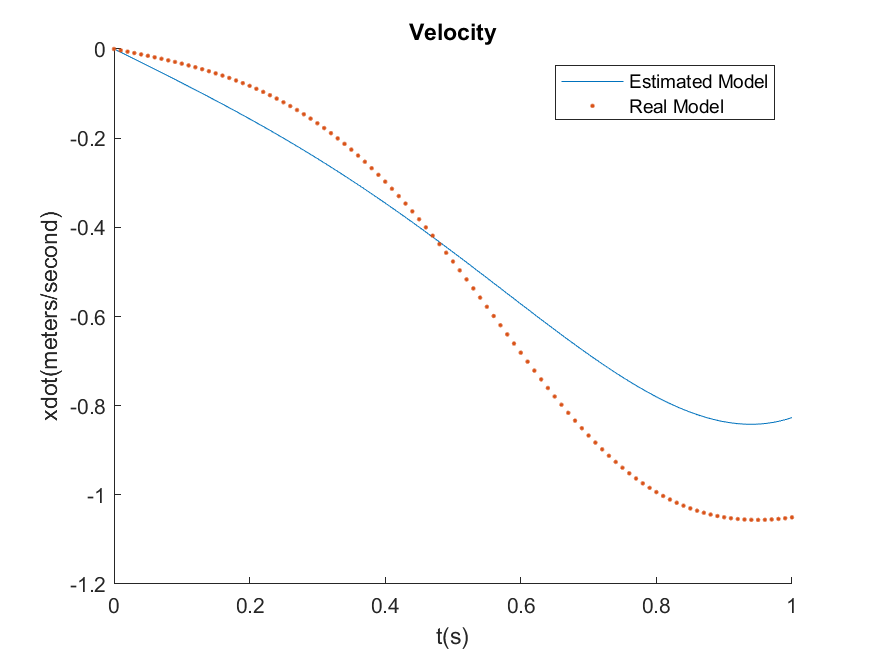 Velocity
Estimated Model
Real Model
0
-0.2
-0.4
-0.6
-0.8
-1
-1.2
xdot(meters/second)
0
0.2
0.4
0.6
0.8
1
t(s)